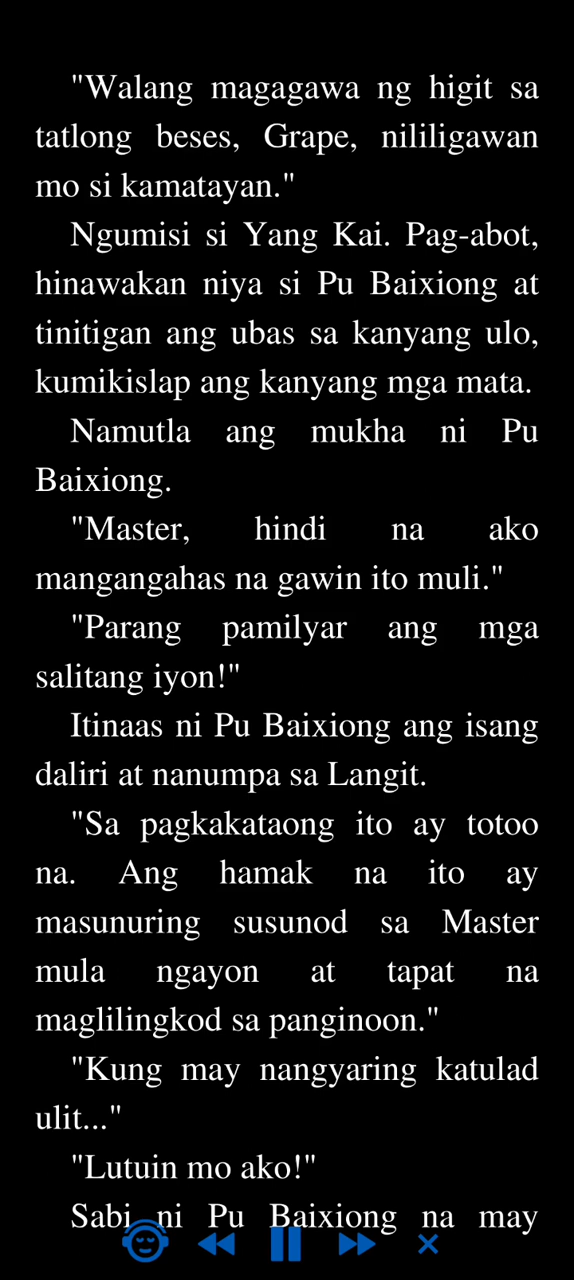 "Walang magagawa ng higit sa
tatlong beses, Grape, nililigawan
mo si kamatayan."
Ngumisi si Yang Kai. Pag-abot,
hinawakan niya si Pu Baixiong at
tinitigan ang ubas sa kanyang ulo,
kumikislap ang kanyang mga mata.
Namutla ang mukha ni Pu
Baixiong.
"Master, hindi na ako
mangangahas na gawin ito muli."
"Parang pamilyar ang mga
salitang iyon!"
Itinaas ni Pu Baixiong ang isang
daliri at nanumpa sa Langit.
"Sa pagkakataong ito ay totoo
na. Ang hamak na ito ay
masunuring susunod sa Master
mula ngayon at tapat na
maglilingkod sa panginoon."
"Kung may nangyaring katulad
ulit..."
"Lutuin mo ako!"
Sabi ni Pu Baixiong na may